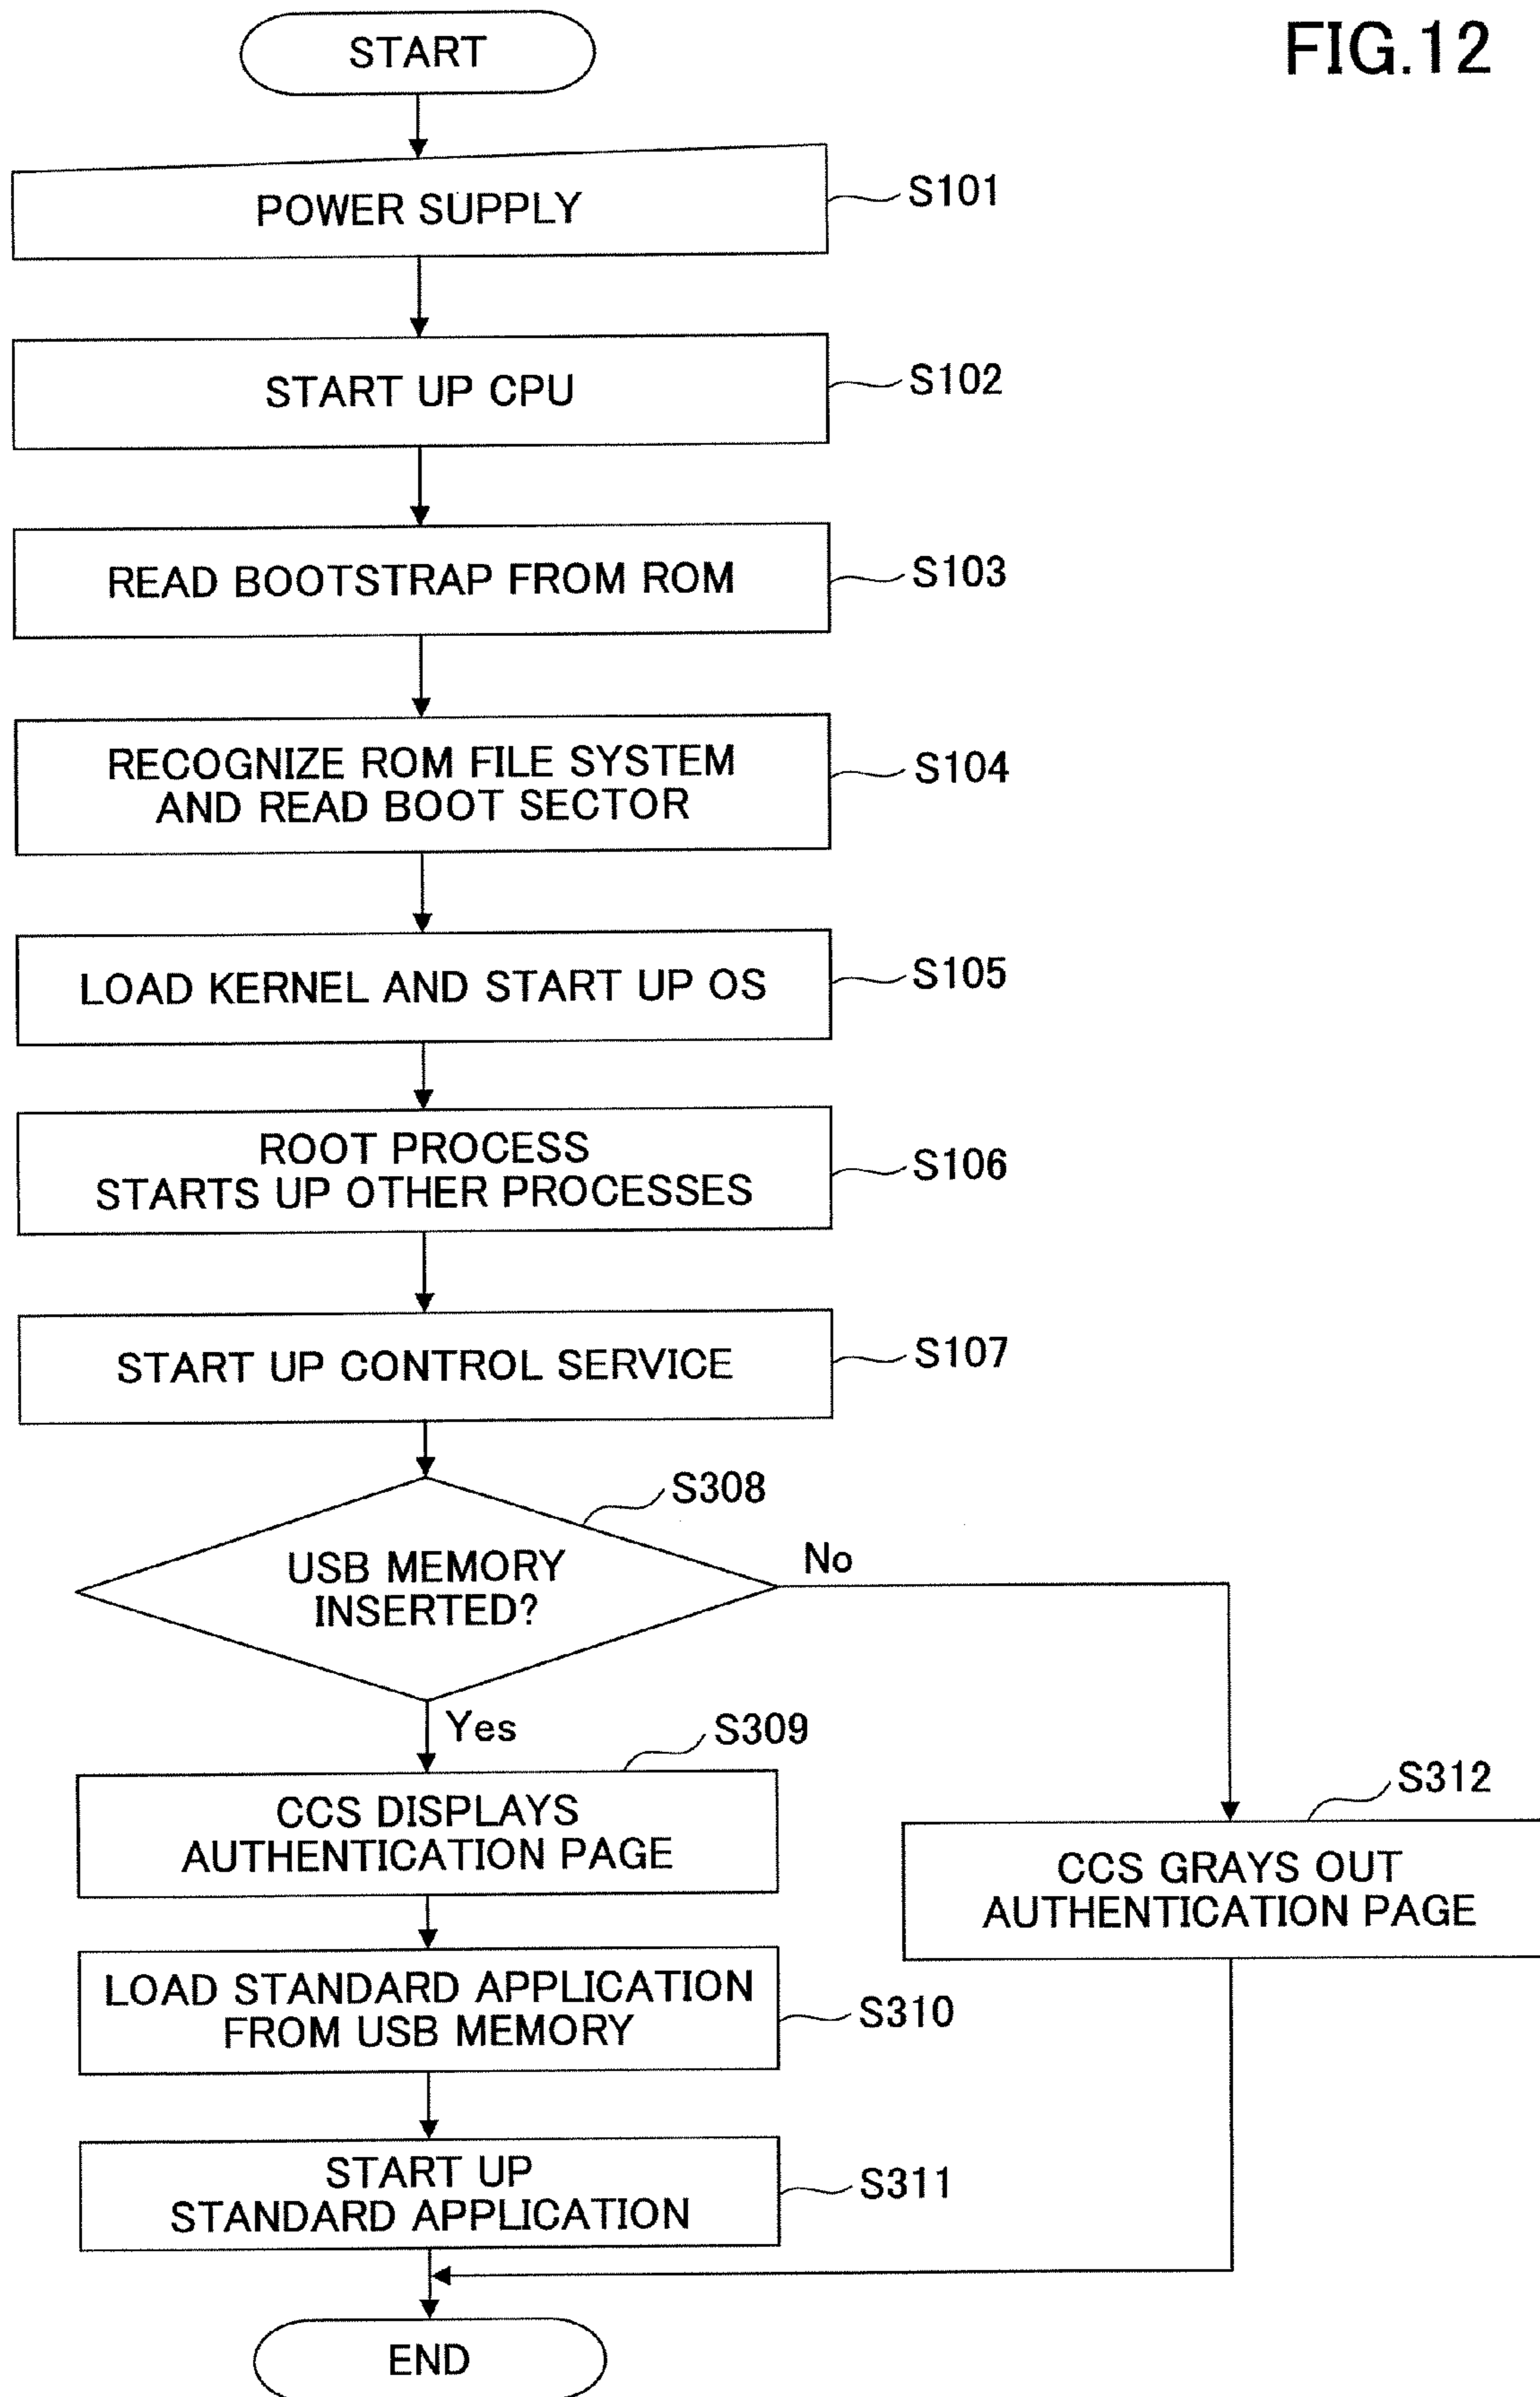 FIG.12
START
POWER SUPPLY
S101
START UP CPU
S102
READ BOOTSTRAP FROM ROM
S103
RECOGNIZE ROM FILE SYSTEM
AND READ BOOT SECTOR
S104
LOAD KERNEL AND START UP OS
S105
ROOT PROCESS
STARTS UP OTHER PROCESSES
S106
START UP CONTROL SERVICE
S107
S308
USB MEMORY
INSERTED?
No
Yes
S309
CCS DISPLAYS
AUTHENTICATION PAGE
S312
CCS GRAYS OUT
AUTHENTICATION PAGE
LOAD STANDARD APPLICATION
FROM USB MEMORY
S310
START UP
STANDARD APPLICATION
S311
END